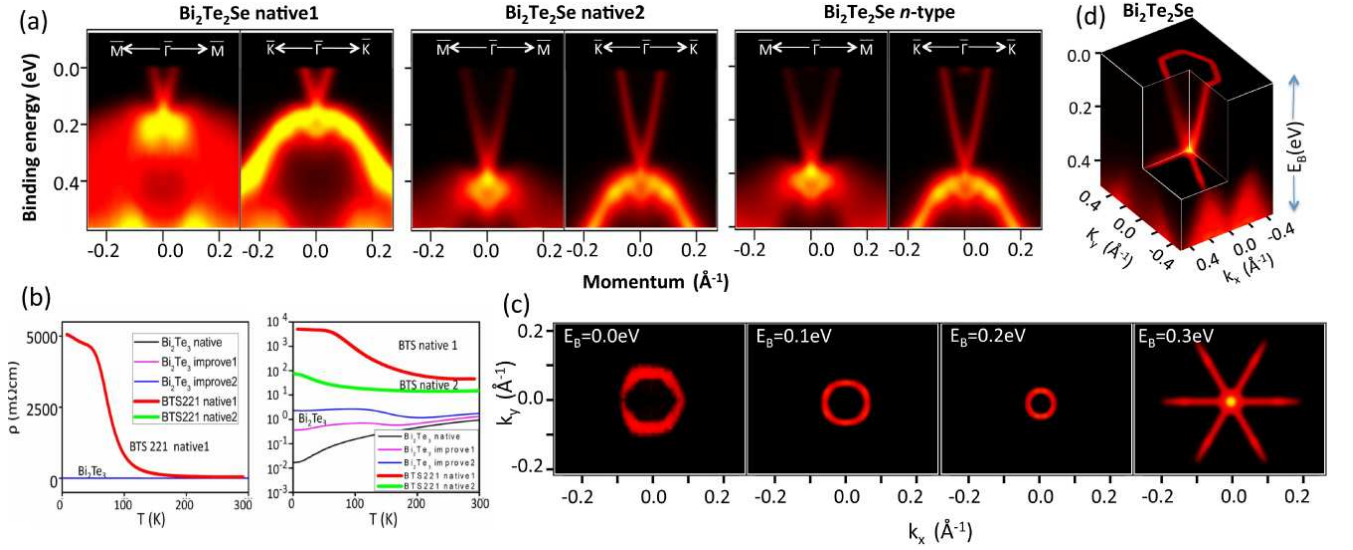 (a)
Bi2Te2Se native1
Bi2Te2Se native2
Bi2Te2Se n-type
M̅ ← Γ̅ → M̅
K̅ ← Γ̅ → K̅
M̅ ← Γ̅ → M̅
K̅ ← Γ̅ → K̅
M̅ ← Γ̅ → M̅
K̅ ← Γ̅ → K̅
Binding energy (eV)
0.0
0.2
0.4
-0.2 0.0 -0.2 0.0 0.2
-0.2 0.0 -0.2 0.0 0.2
-0.2 0.0 -0.2 0.0 0.2
Momentum (Å-1)
(d)
Bi2Te2Se
0.0
0.2
0.4
EB(eV)
0.4
0.0
-0.4
Ky (Å-1)
0.4
0.0
-0.4
kx (Å-1)
(b)
ρ (mΩcm)
5000
2500
0
Bi2Te3 native
Bi2Te3 improve1
Bi2Te3 improve2
BTS221 native1
BTS221 native2
BTS 221 native1
Bi2Te3
0 100 200 300
T (K)
10^4
10^3
10^2
10^1
10^0
10^-1
10^-2
10^-3
BTS native 1
BTS native 2
Bi2Te3
Bi2Te3 native
Bi2Te3 improve1
Bi2Te3 improve2
BTS221 native1
BTS221 native2
0 100 200 300
T (K)
(c)
EB=0.0eV
EB=0.1eV
EB=0.2eV
EB=0.3eV
ky (Å-1)
0.2
0.0
-0.2
-0.2 0.0 0.2
-0.2 0.0 0.2
-0.2 0.0 0.2
-0.2 0.0 0.2
kx (Å-1)